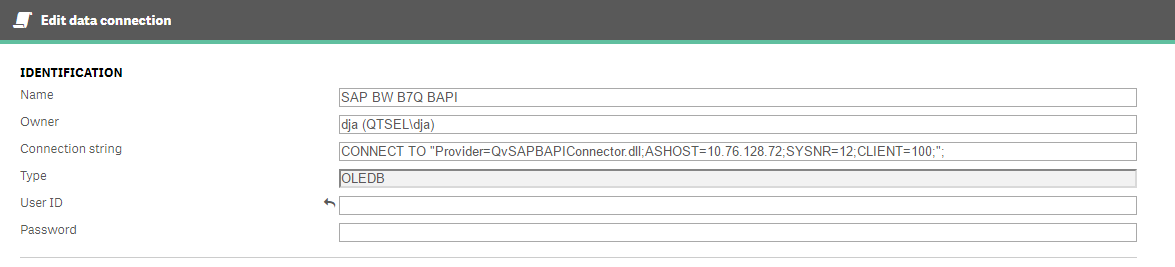 Edit data connection
IDENTIFICATION
Name SAP BW B7Q BAPI
Owner dja (QTSEL\dja)
Connection string CONNECT TO "Provider=QvSAPBAPIConnector.dll;ASHOST=10.76.128.72;SYSNR=12;CLIENT=100;";
Type OLEDB
User ID
Password